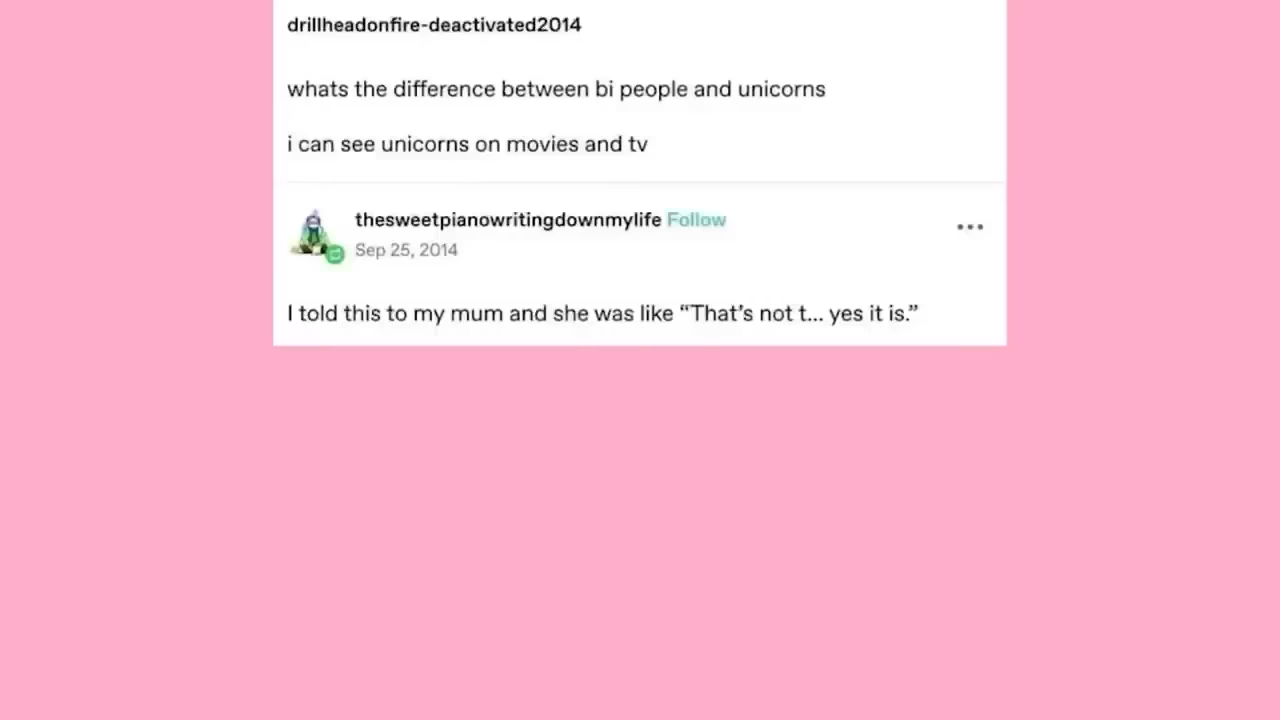 drillheadonfire-deactivated2014
whats the difference between bi people and unicorns
i can see unicorns on movies and tv
thesweetpianowritingdownmylife Follow
Sep 25, 2014
I told this to my mum and she was like “That’s not t... yes it is.”